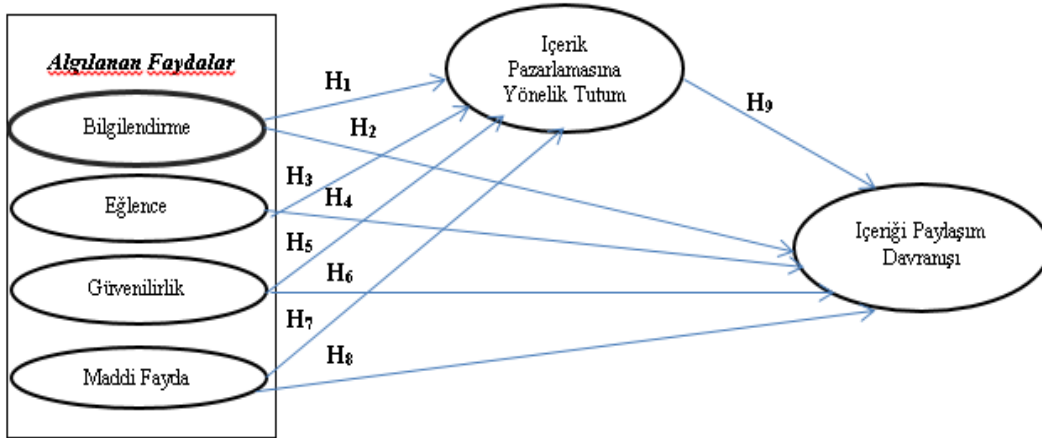 Algılanan Faydalar
Bilgilendirme
Eğlence
Güvenilirlik
Maddi Fayda
H1
H2
H3
H4
H5
H6
H7
H8
İçerik
Pazarlamasına
Yönelik Tutum
H9
İçeriği Paylaşım
Davranışı